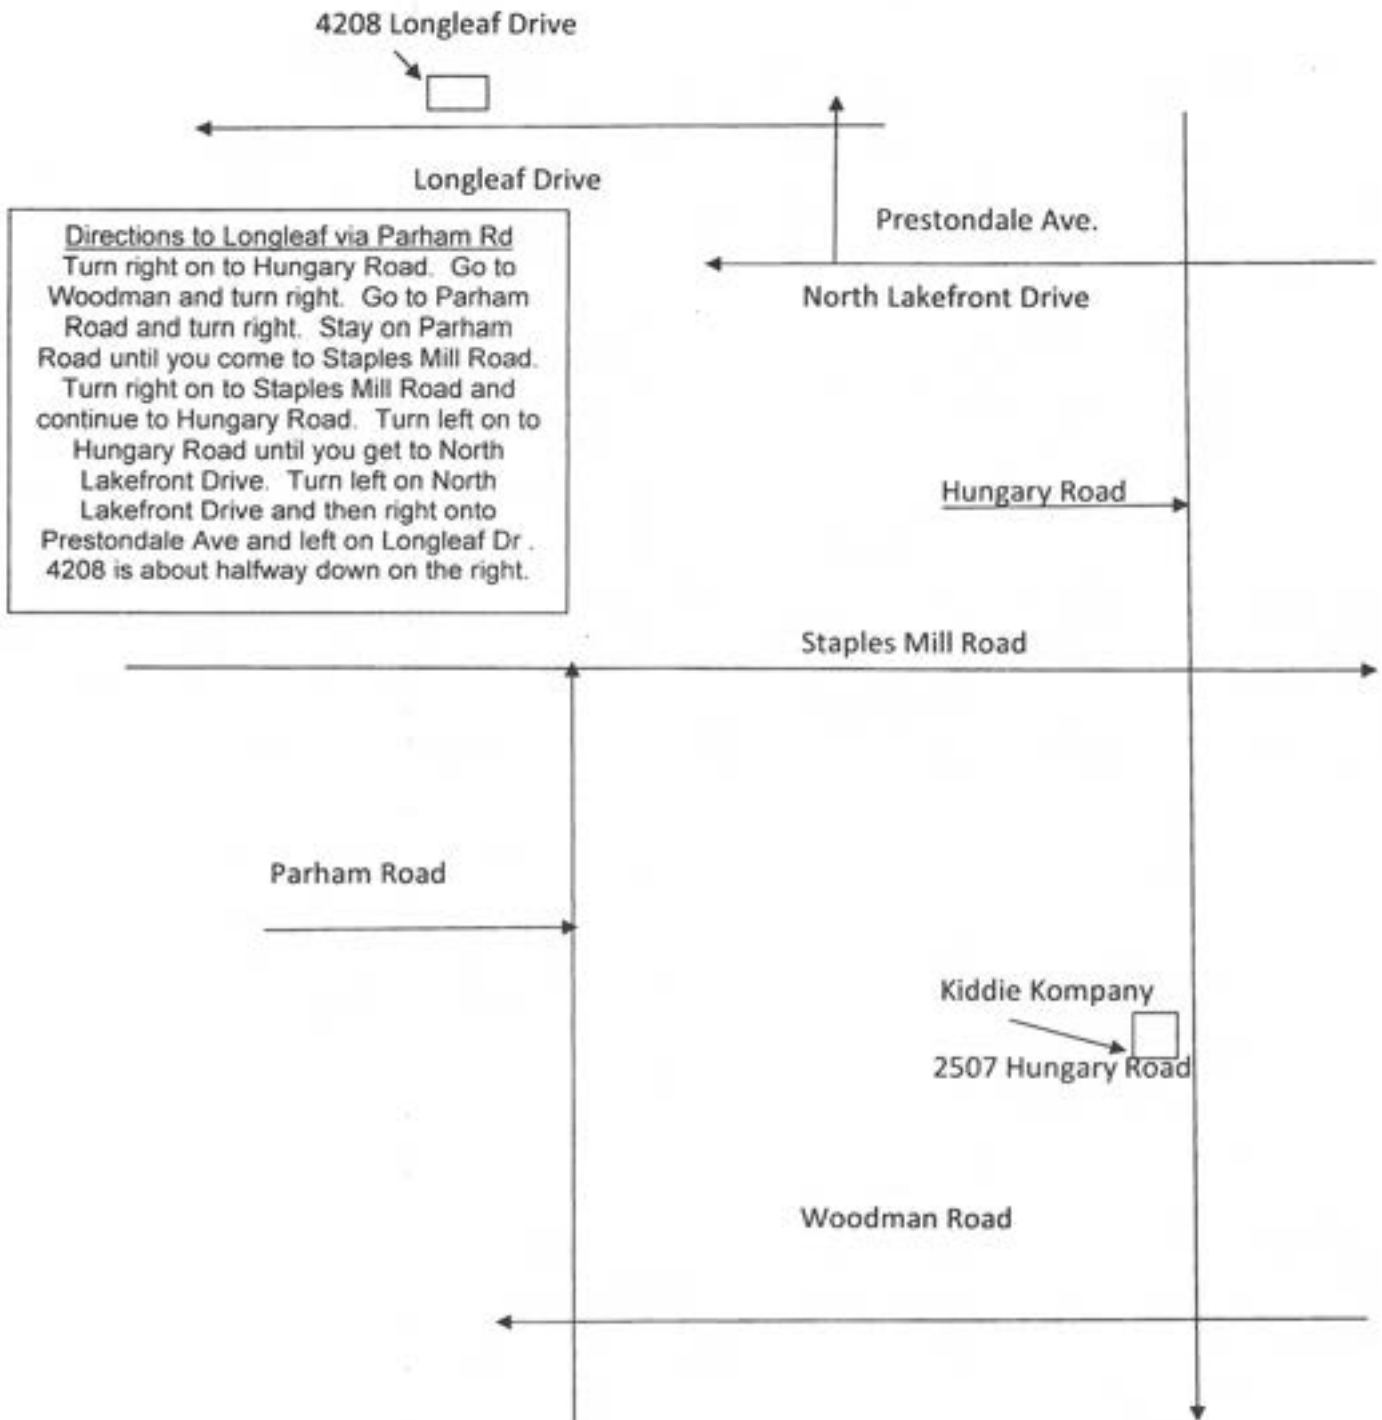 4208 Longleaf Drive
Longleaf Drive
Prestondale Ave.
North Lakefront Drive
Directions to Longleaf via Parham Rd
Turn right on to Hungary Road. Go to
Woodman and turn right. Go to Parham
Road and turn right. Stay on Parham
Road until you come to Staples Mill Road.
Turn right on to Staples Mill Road and
continue to Hungary Road. Turn left on to
Hungary Road until you get to North
Lakefront Drive. Turn left on North
Lakefront Drive and then right onto
Prestondale Ave and left on Longleaf Dr .
4208 is about halfway down on the right.
Hungary Road
Staples Mill Road
Parham Road
Kiddie Kompany
2507 Hungary Road
Woodman Road